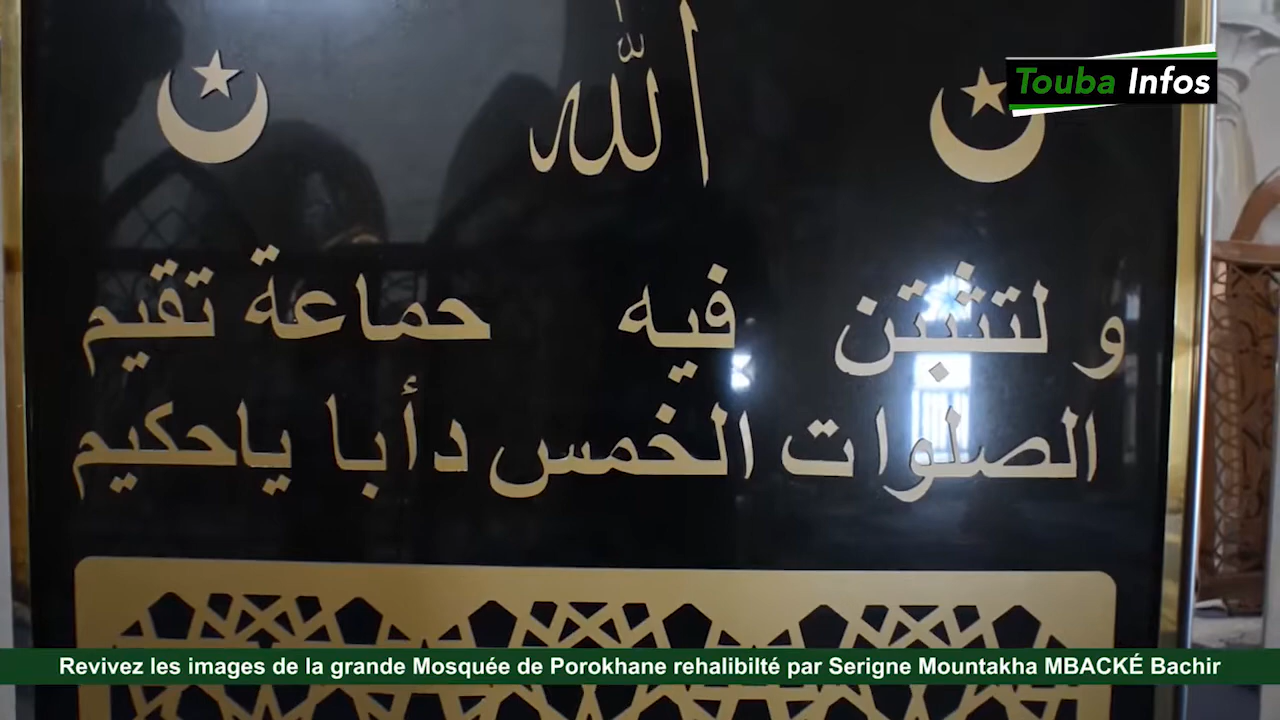 الله
Touba Infos
و لتثبتن فيه حماعة تقيم
الصلوات الخمس دأبا ياحكيم
Revivez les images de la grande Mosquée de Porokhane rehalibilté par Serigne Mountakha MBACKÉ Bachir